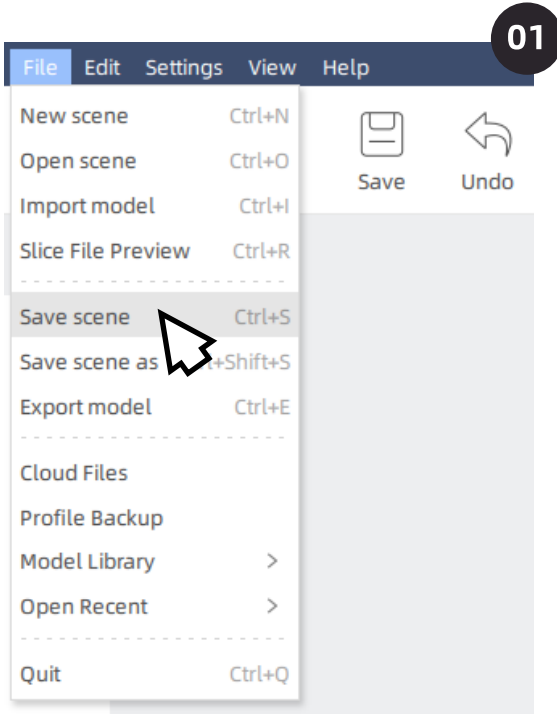 01
File Edit Settings View Help
New scene Ctrl+N
Open scene Ctrl+O
Import model Ctrl+I
Slice File Preview Ctrl+R
Save Undo
Save scene Ctrl+S
Save scene as +Shift+S
Export model Ctrl+E
Cloud Files
Profile Backup
Model Library >
Open Recent >
Quit Ctrl+Q